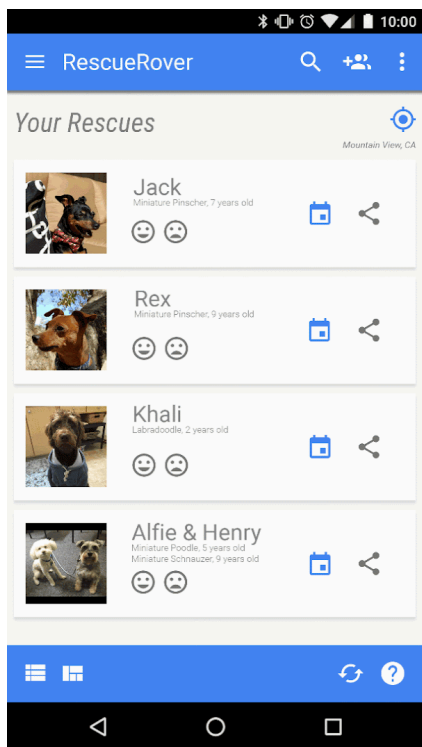 10:00
RescueRover
Your Rescues
Mountain View, CA
Jack
Miniature Pinscher, 7 years old
Rex
Miniature Pinscher, 9 years old
Khali
Labradoodle, 2 years old
Alfie & Henry
Miniature Poodle, 5 years old
Miniature Schnauzer, 9 years old